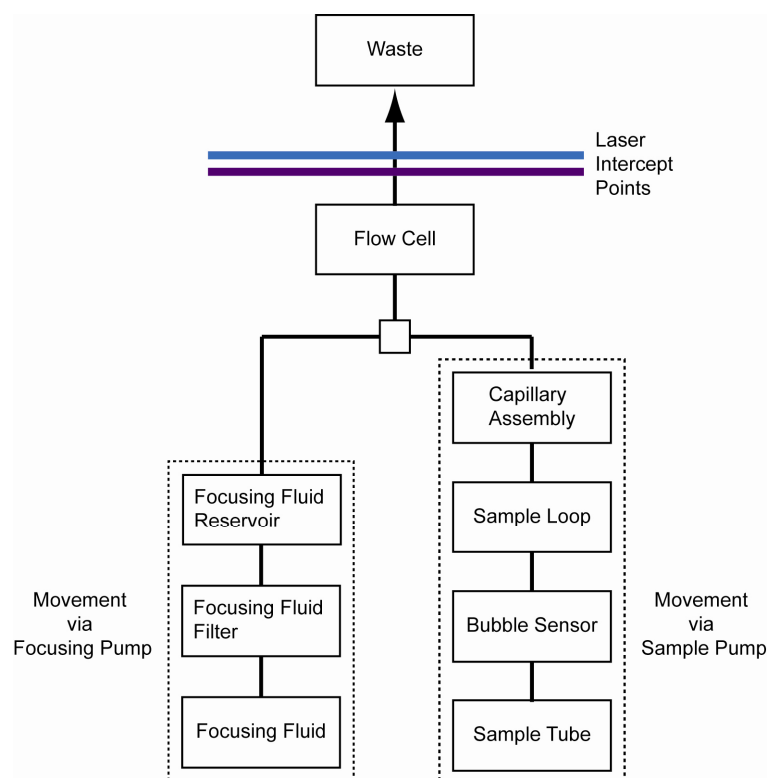 Waste
Laser
Intercept
Points
Flow Cell
Capillary
Assembly
Focusing Fluid
Reservoir
Sample Loop
Movement
via
Focusing Pump
Focusing Fluid
Filter
Bubble Sensor
Movement
via
Sample Pump
Focusing Fluid
Sample Tube